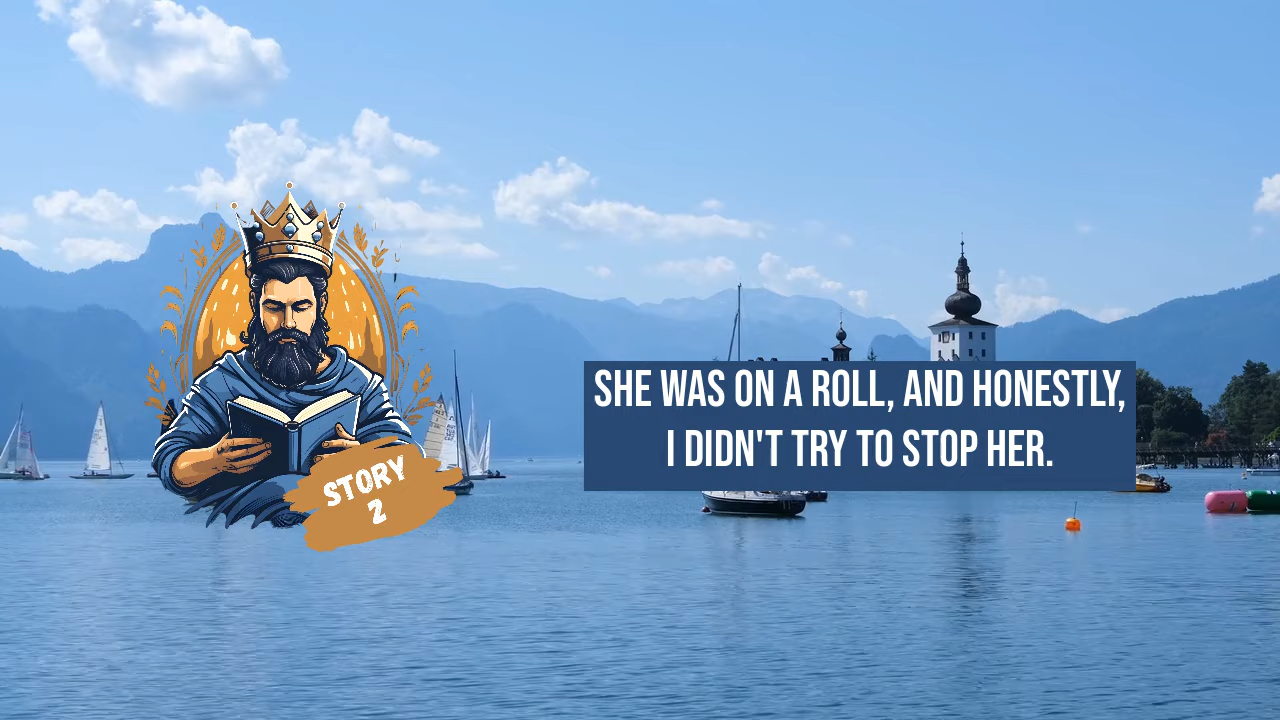 STORY
2
SHE WAS ON A ROLL, AND HONESTLY,
I DIDN'T TRY TO STOP HER.